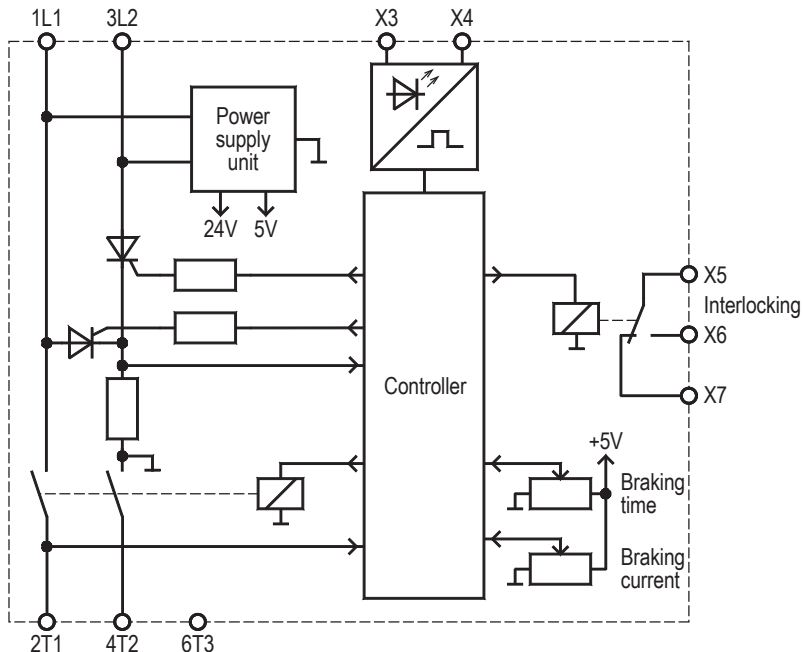 1L1 3L2 X3 X4
Power
supply
unit
24V 5V
X5
Interlocking
X6
X7
Controller
+5V
Braking
time
Braking
current
2T1 4T2 6T3